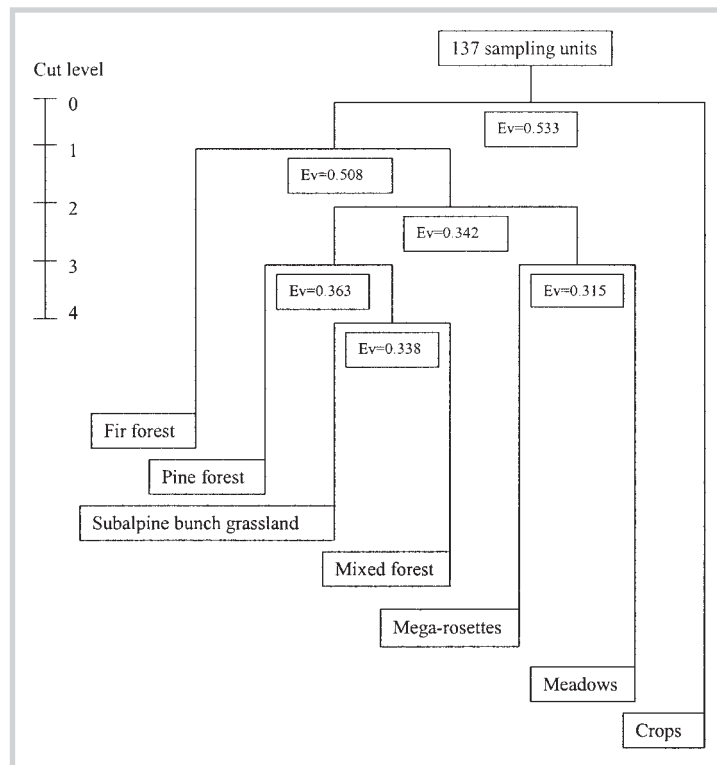 137 sampling units
Cut level
0
Ev=0.533
1
Ev=0.508
2
Ev=0.342
3
Ev=0.363
Ev=0.315
4
Ev=0.338
Fir forest
Pine forest
Subalpine bunch grassland
Mixed forest
Mega-rosettes
Meadows
Crops